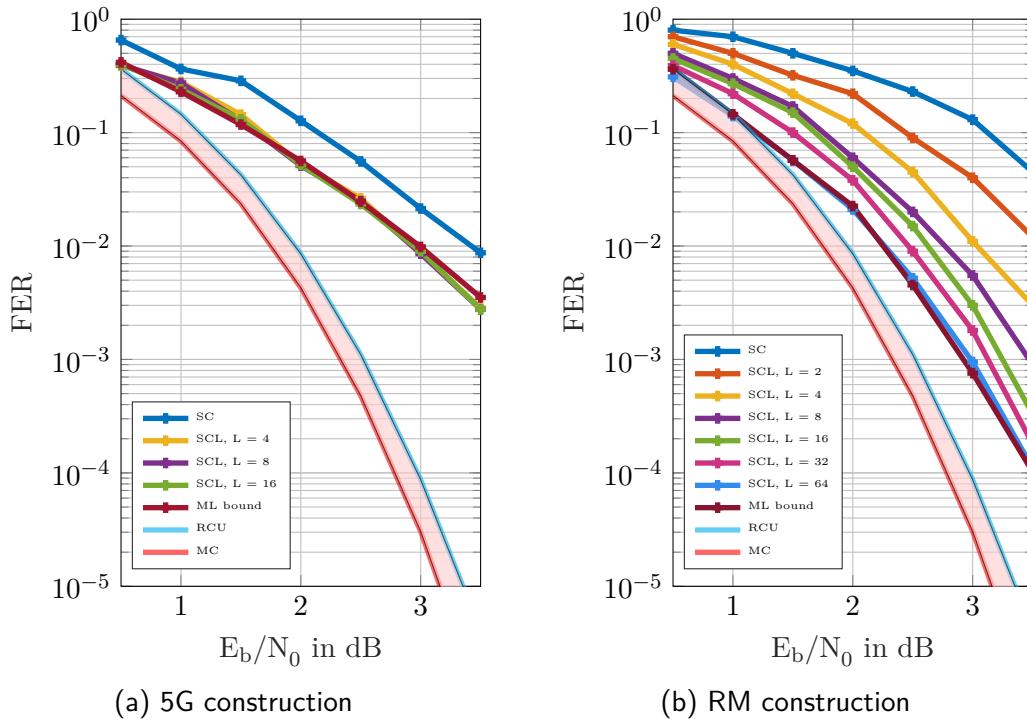 10^0
10^−1
10^−2
10^−3
10^−4
10^−5
FER
1 2 3
E_b/N_0 in dB
SC
SCL, L = 4
SCL, L = 8
SCL, L = 16
ML bound
RCU
MC
(a) 5G construction
10^0
10^−1
10^−2
10^−3
10^−4
10^−5
FER
1 2 3
E_b/N_0 in dB
SC
SCL, L = 2
SCL, L = 4
SCL, L = 8
SCL, L = 16
SCL, L = 32
SCL, L = 64
ML bound
RCU
MC
(b) RM construction